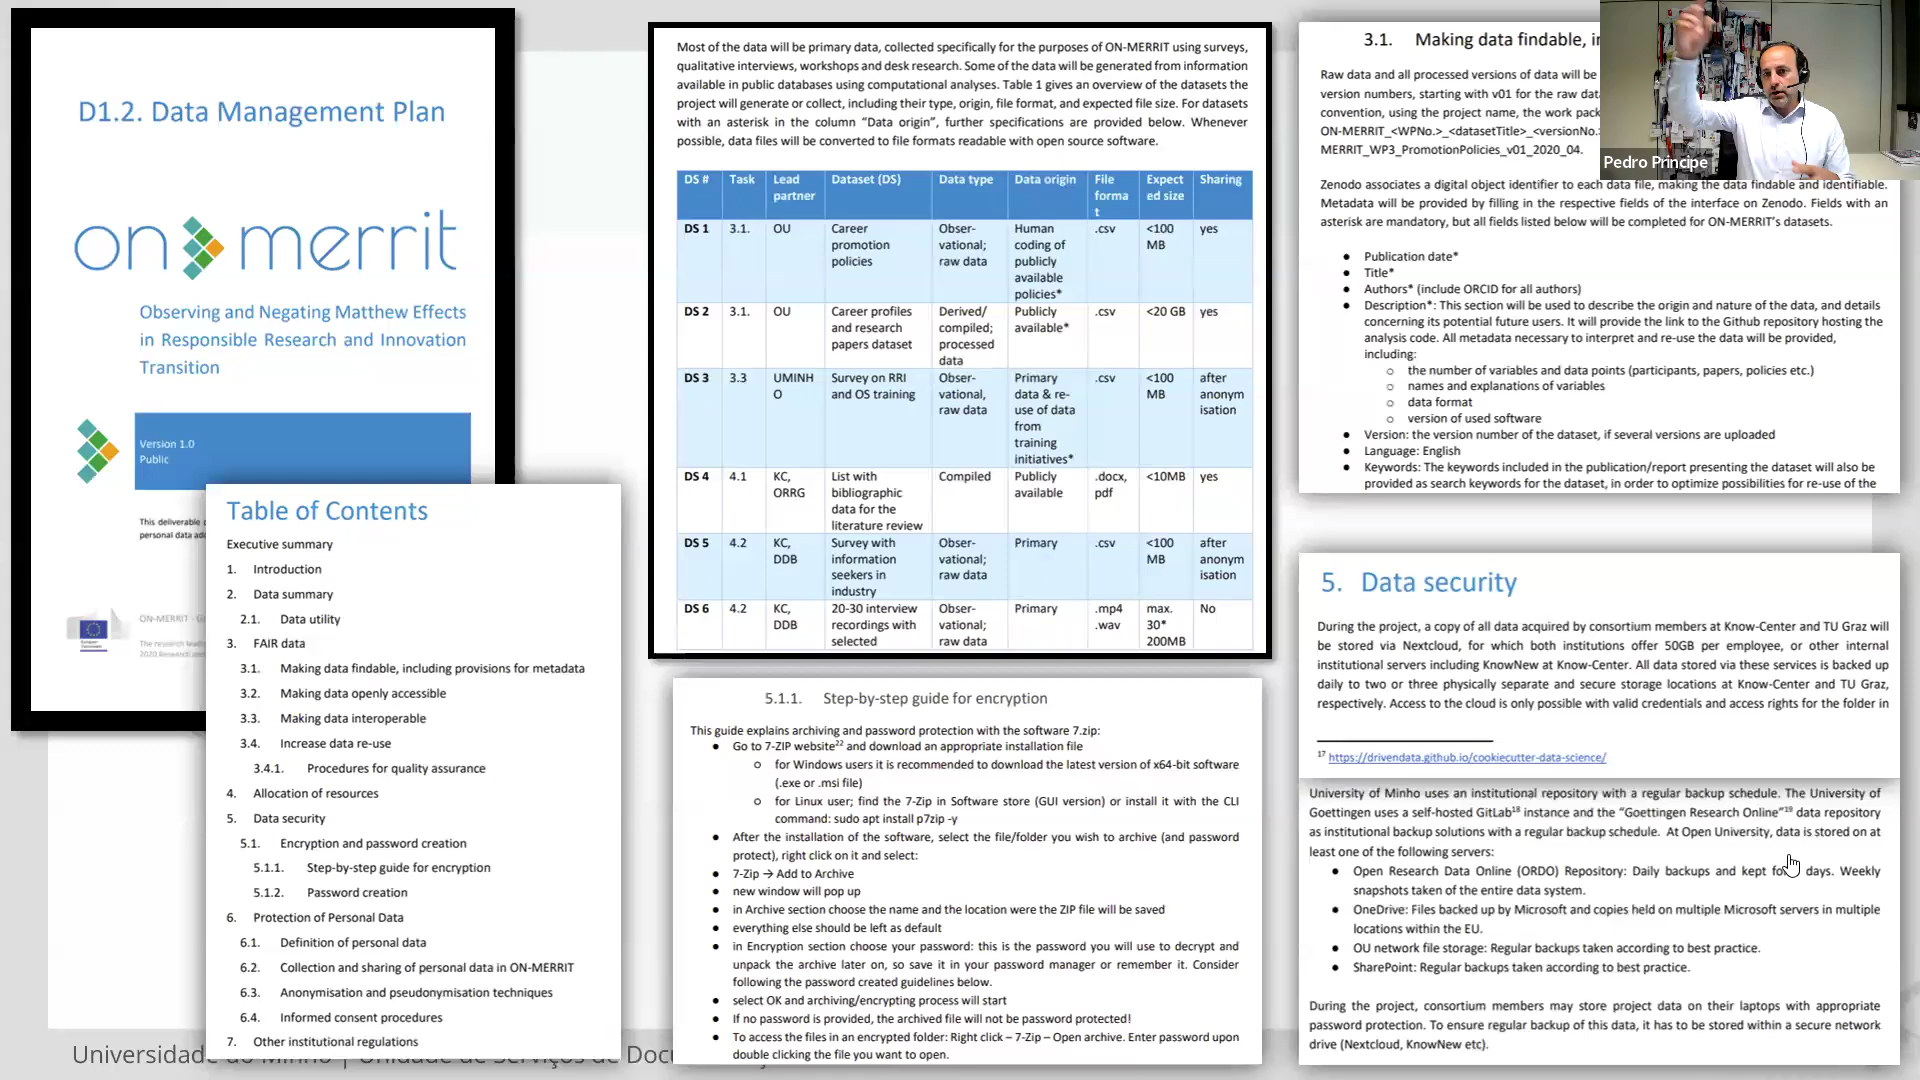 D1.2. Data Management Plan
on merrit
Observing and Negating Matthew Effects
in Responsible Research and Innovation
Transition
Version 1.0
Public
This deliverable
personal data
ON-MERRIT -
The research
Table of Contents
Executive summary
1. Introduction
2. Data summary
2.1. Data utility
3. FAIR data
3.1. Making data findable, including provisions for metadata
3.2. Making data openly accessible
3.3. Making data interoperable
3.4. Increase data re-use
3.4.1. Procedures for quality assurance
4. Allocation of resources
5. Data security
5.1. Encryption and password creation
5.1.1. Step-by-step guide for encryption
5.1.2. Password creation
6. Protection of Personal Data
6.1. Definition of personal data
6.2. Collection and sharing of personal data in ON-MERRIT
6.3. Anonymisation and pseudonymisation techniques
6.4. Informed consent procedures
7. Other institutional regulations
Universidade do Minho | Unidade de Serviços de
Most of the data will be primary data, collected specifically for the purposes of ON-MERRIT using surveys,
qualitative interviews, workshops and desk research. Some of the data will be generated from information
available in public databases using computational analyses. Table 1 gives an overview of the datasets the
project will generate or collect, including their type, origin, file format, and expected file size. For datasets
with an asterisk in the column “Data origin”, further specifications are provided below. Whenever
possible, data files will be converted to file formats readable with open source software.
DS # Task Lead Dataset (DS) Data type Data origin File Expect Sharing
partner forma ed size
t
DS 1 3.1. OU Career Obser- Human .csv <100 yes
promotion vational; coding of MB
policies raw data publicly
available
policies*
DS 2 3.1. OU Career profiles Derived/ Publicly .csv <20 GB yes
and research compiled; available*
papers dataset processed
data
DS 3 3.3 UMINH Survey on RRI Obser- Primary .csv <100 after
O and OS training vational, data & re- MB anonym
raw data use of data isation
from
training
initiatives*
DS 4 4.1 KC, List with Compiled Publicly .docx, <10MB yes
ORRG bibliographic available pdf
data for the
literature review
DS 5 4.2 KC, Survey with Obser- Primary .csv <100 after
DDB information vational; MB anonym
seekers in raw data isation
industry
DS 6 4.2 KC, 20-30 interview Obser- Primary .mp4 max. No
DDB recordings with vational; .wav 30*
selected raw data 200MB
5.1.1. Step-by-step guide for encryption
This guide explains archiving and password protection with the software 7.zip:
● Go to 7-ZIP website22 and download an appropriate installation file
○ for Windows users it is recommended to download the latest version of x64-bit software
(.exe or .msi file)
○ for Linux user; find the 7-Zip in Software store (GUI version) or install it with the CLI
command: sudo apt install p7zip -y
● After the installation of the software, select the file/folder you wish to archive (and password
protect), right click on it and select:
● 7-Zip → Add to Archive
● new window will pop up
● in Archive section choose the name and the location were the ZIP file will be saved
● everything else should be left as default
● in Encryption section choose your password: this is the password you will use to decrypt and
unpack the archive later on, so save it in your password manager or remember it. Consider
following the password created guidelines below.
● select OK and archiving/encrypting process will start
● If no password is provided, the archived file will not be password protected!
● To access the files in an encrypted folder: Right click – 7-Zip – Open archive. Enter password upon
double clicking the file you want to open.
3.1. Making data findable,
Raw data and all processed versions of data will be
version numbers, starting with v01 for the raw dat
convention, using the project name, the work pac
ON-MERRIT_<WPNo.>_<datasetTitle>_<versionNo.
MERRIT_WP3_PromotionPolicies_v01_2020_04.
Pedro Príncipe
Zenodo associates a digital object identifier to each data file, making the data findable and identifiable.
Metadata will be provided by filling in the respective fields of the interface on Zenodo. Fields with an
asterisk are mandatory, but all fields listed below will be completed for ON-MERRIT’s datasets.
● Publication date*
● Title*
● Authors* (include ORCID for all authors)
● Description*: This section will be used to describe the origin and nature of the data, and details
concerning its potential future users. It will provide the link to the Github repository hosting the
analysis code. All metadata necessary to interpret and re-use the data will be provided,
including:
○ the number of variables and data points (participants, papers, policies etc.)
○ names and explanations of variables
○ data format
○ version of used software
● Version: the version number of the dataset, if several versions are uploaded
● Language: English
● Keywords: The keywords included in the publication/report presenting the dataset will also be
provided as search keywords for the dataset, in order to optimize possibilities for re-use of the
5. Data security
During the project, a copy of all data acquired by consortium members at Know-Center and TU Graz will
be stored via Nextcloud, for which both institutions offer 50GB per employee, or other internal
institutional servers including KnowNew at Know-Center. All data stored via these services is backed up
daily to two or three physically separate and secure storage locations at Know-Center and TU Graz,
respectively. Access to the cloud is only possible with valid credentials and access rights for the folder in
17 https://drivendata.github.io/cookiecutter-data-science/
University of Minho uses an institutional repository with a regular backup schedule. The University of
Goettingen uses a self-hosted GitLab18 instance and the “Goettingen Research Online”19 data repository
as institutional backup solutions with a regular backup schedule. At Open University, data is stored on at
least one of the following servers:
● Open Research Data Online (ORDO) Repository: Daily backups and kept days. Weekly
snapshots taken of the entire data system.
● OneDrive: Files backed up by Microsoft and copies held on multiple Microsoft servers in multiple
locations within the EU.
● OU network file storage: Regular backups taken according to best practice.
● SharePoint: Regular backups taken according to best practice.
During the project, consortium members may store project data on their laptops with appropriate
password protection. To ensure regular backup of this data, it has to be stored within a secure network
drive (Nextcloud, KnowNew etc).